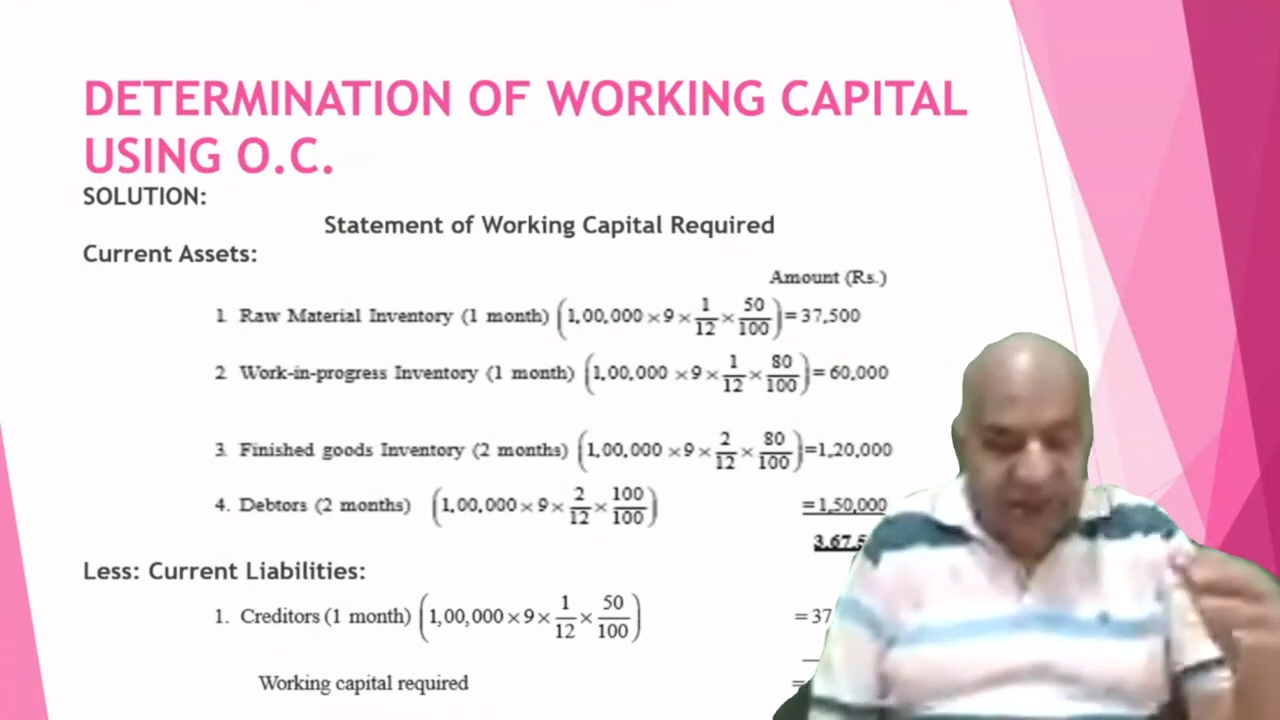 DETERMINATION OF WORKING CAPITAL
USING O.C.
SOLUTION:
Statement of Working Capital Required
Current Assets:
Amount (Rs.)
1. Raw Material Inventory (1 month) (1,00,000 × 9 × 1/12 × 50/100) = 37,500
2. Work-in-progress Inventory (1 month) (1,00,000 × 9 × 1/12 × 80/100) = 60,000
3. Finished goods Inventory (2 months) (1,00,000 × 9 × 2/12 × 80/100) =1,20,000
4. Debtors (2 months) (1,00,000 × 9 × 2/12 × 100/100) = 1,50,000
3,67,5
Less: Current Liabilities:
1. Creditors (1 month) (1,00,000 × 9 × 1/12 × 50/100) = 37
Working capital required =